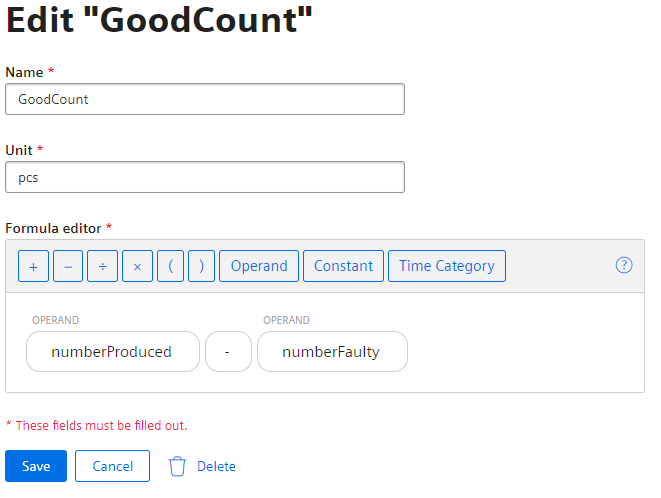 Edit "GoodCount"
Name *
GoodCount
Unit *
pcs
Formula editor *
+ − ÷ × ( ) Operand Constant Time Category ?
OPERAND OPERAND
numberProduced - numberFaulty
* These fields must be filled out.
Save Cancel Delete